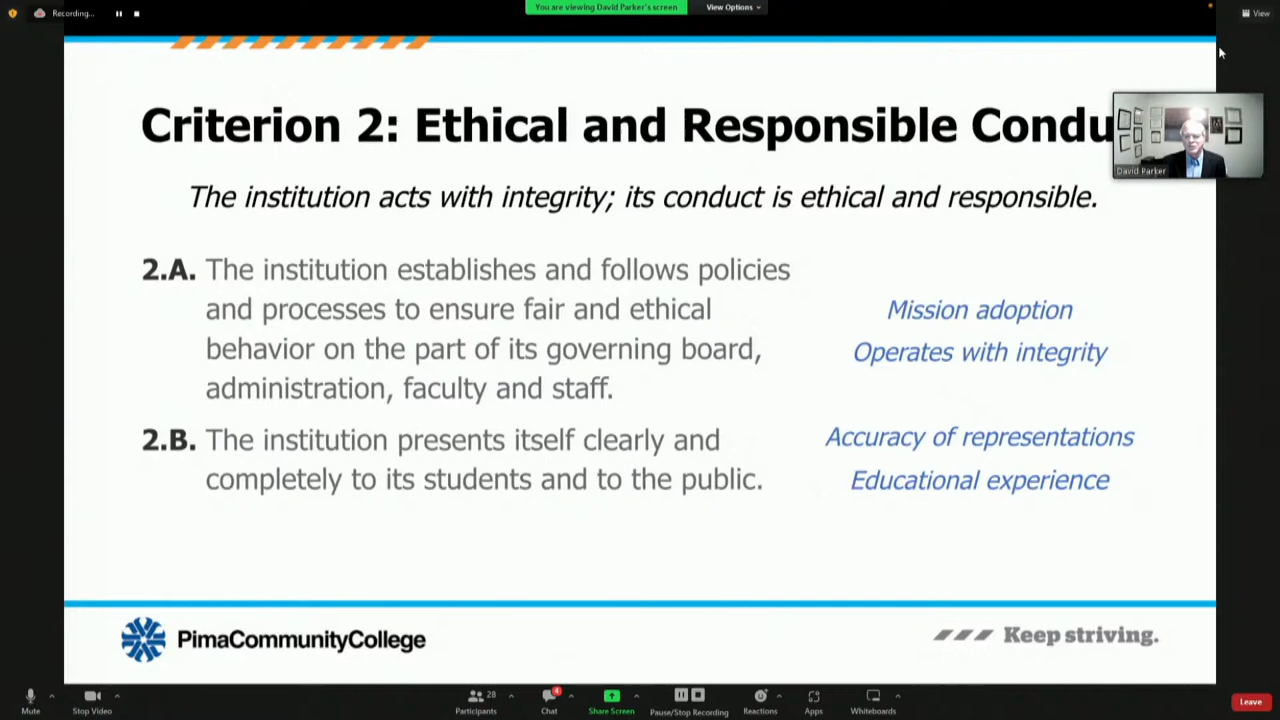 Recording...
You are viewing David Parker's screen
View Options
View
Criterion 2: Ethical and Responsible Condu
David Parker
The institution acts with integrity; its conduct is ethical and responsible.
2.A. The institution establishes and follows policies
and processes to ensure fair and ethical
behavior on the part of its governing board,
administration, faculty and staff.
Mission adoption
Operates with integrity
2.B. The institution presents itself clearly and
completely to its students and to the public.
Accuracy of representations
Educational experience
PimaCommunityCollege
Keep striving.
Mute
Stop Video
Participants
28
Chat
4
Share Screen
Pause/Stop Recording
Reactions
Apps
Whiteboards
Leave